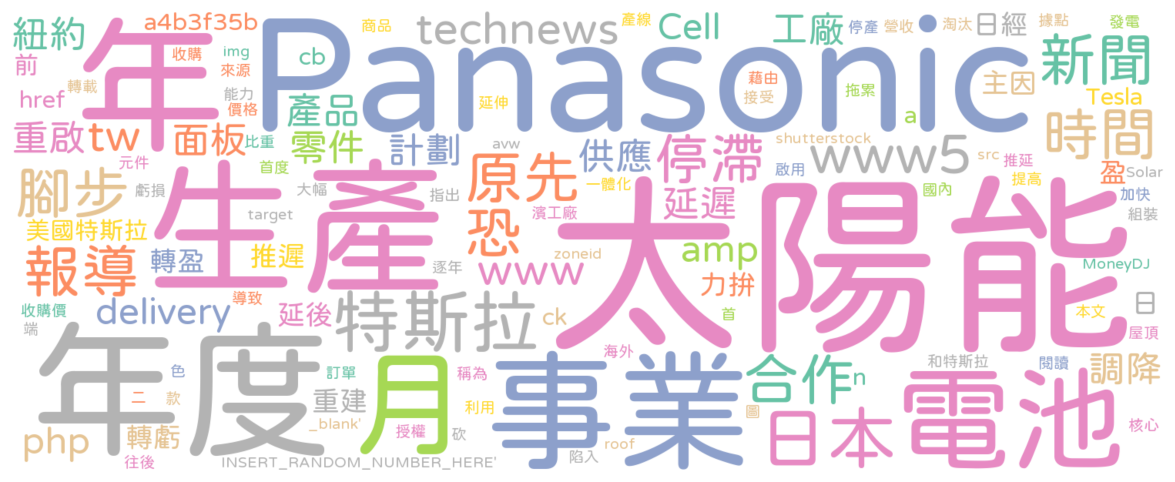 紐約 a4b3f35b 商品 technews Cell 產線 工廠 停產 營收 • 淘汰 日經 據點 發電
前 年 收購 img cb Panasonic 新聞
轉載 來源 能力 延伸 藉由 接受 拖累 主因 Tesla
href 價格 產品 a 時間
重啟 tw 面板 比重 零件 計劃 avw 供應 停滯 shutterstock www5 src 推延 盈 Solar
元件 首度 原先 一體化 啟用 國內 提高 加快
腳步 虧損 大幅 生產 指出 恐 濱工廠 延遲 太陽能 組裝
美國特斯拉 target
報導 轉盈 推遲 逐年 www zoneid amp MoneyDJ
收購價 導致 力拚
端 delivery 延後 特斯拉 ck 首 本文 日
年度 月 事業 海外 和特斯拉 閱讀 屋頂
色 訂單 稱為 合作 n 電池 調降
二 款 重建 利用 圖 日本 核心
php 轉虧 _blank' 授權 砍 roof
往後 INSERT_RANDOM_NUMBER_HERE' 陷入